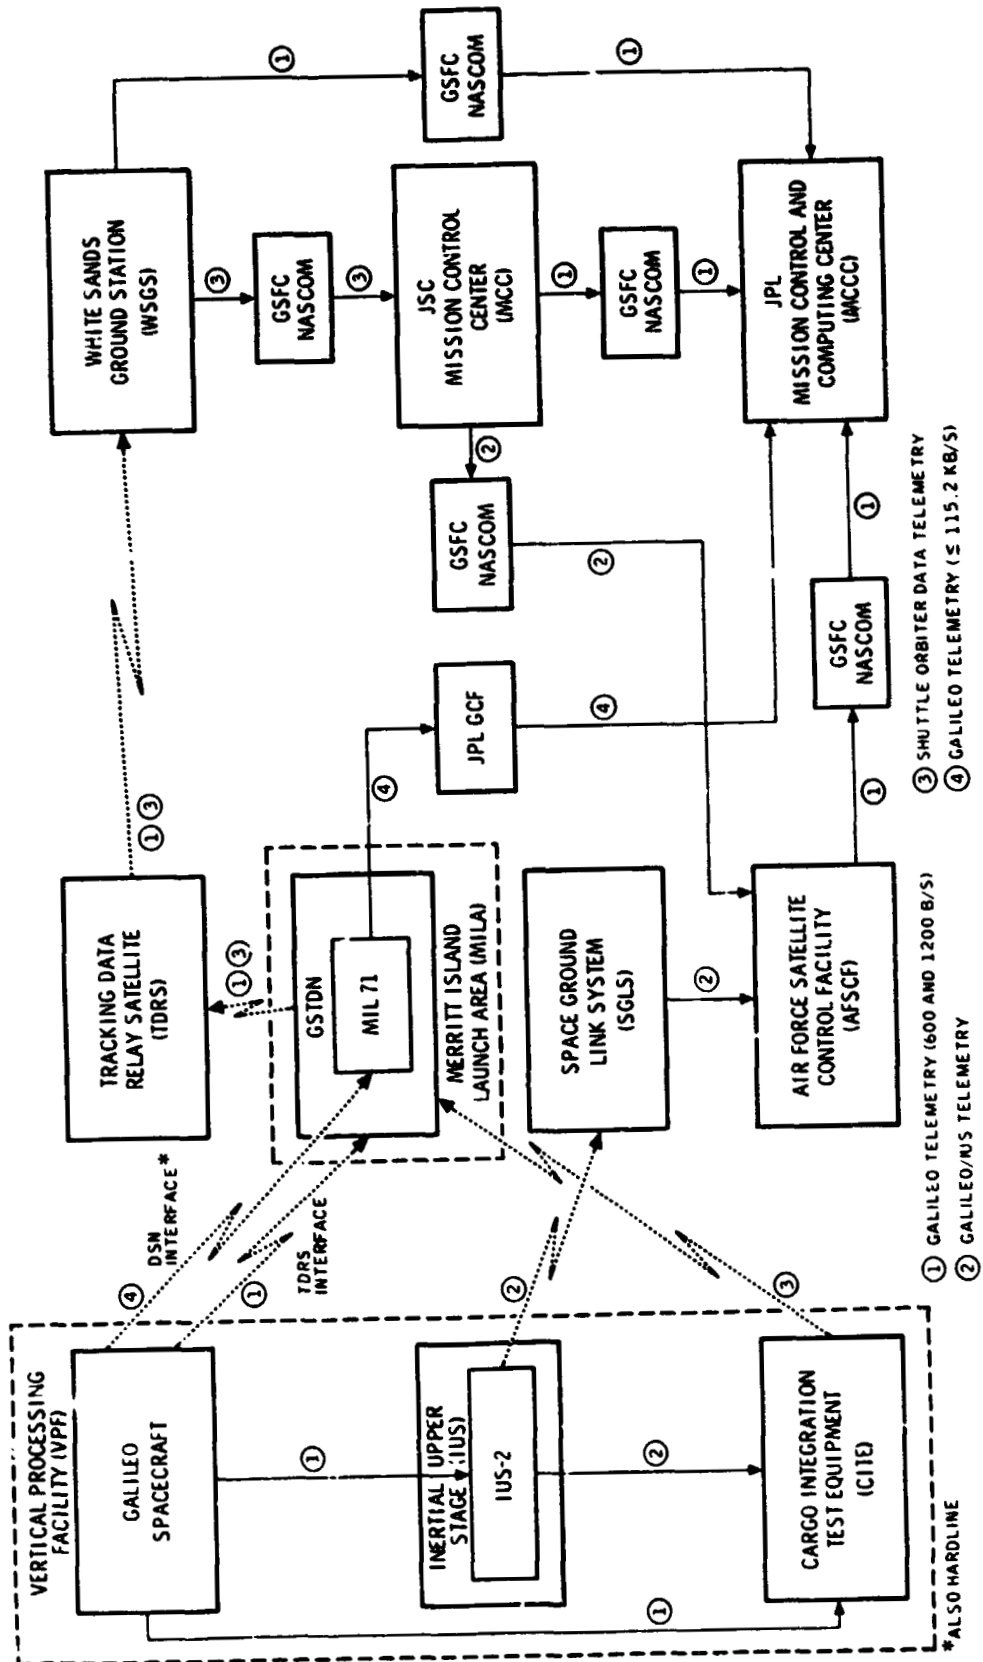 VERTICAL PROCESSING
FACILITY (VPF)
GALILEO
SPACECRAFT
①
①
INERTIAL UPPER
STAGE (IUS)
IUS-2
②
CARGO INTEGRATION
TEST EQUIPMENT
(CITE)
*ALSO HARDLINE
④
DSN
INTERFACE*
①
TDRS
INTERFACE
②
③
TRACKING DATA
RELAY SATELLITE
(TDRS)
① ③
① ③
GSTDN
MIL 71
MERRITT ISLAND
LAUNCH AREA (MILA)
④
JPL GCF
④
SPACE GROUND
LINK SYSTEM
(SGLS)
②
AIR FORCE SATELLITE
CONTROL FACILITY
(AFSCF)
①
GSFC
NASCOM
①
WHITE SANDS
GROUND STATION
(WSGS)
①
GSFC
NASCOM
①
③
GSFC
NASCOM
③
JSC
MISSION CONTROL
CENTER
(MCC)
②
GSFC
NASCOM
②
①
GSFC
NASCOM
①
JPL
MISSION CONTROL AND
COMPUTING CENTER
(MCCC)
① GALILEO TELEMETRY (600 AND 1200 B/S)
② GALILEO/IUS TELEMETRY
③ SHUTTLE ORBITER DATA TELEMETRY
④ GALILEO TELEMETRY (≤ 115.2 KB/S)